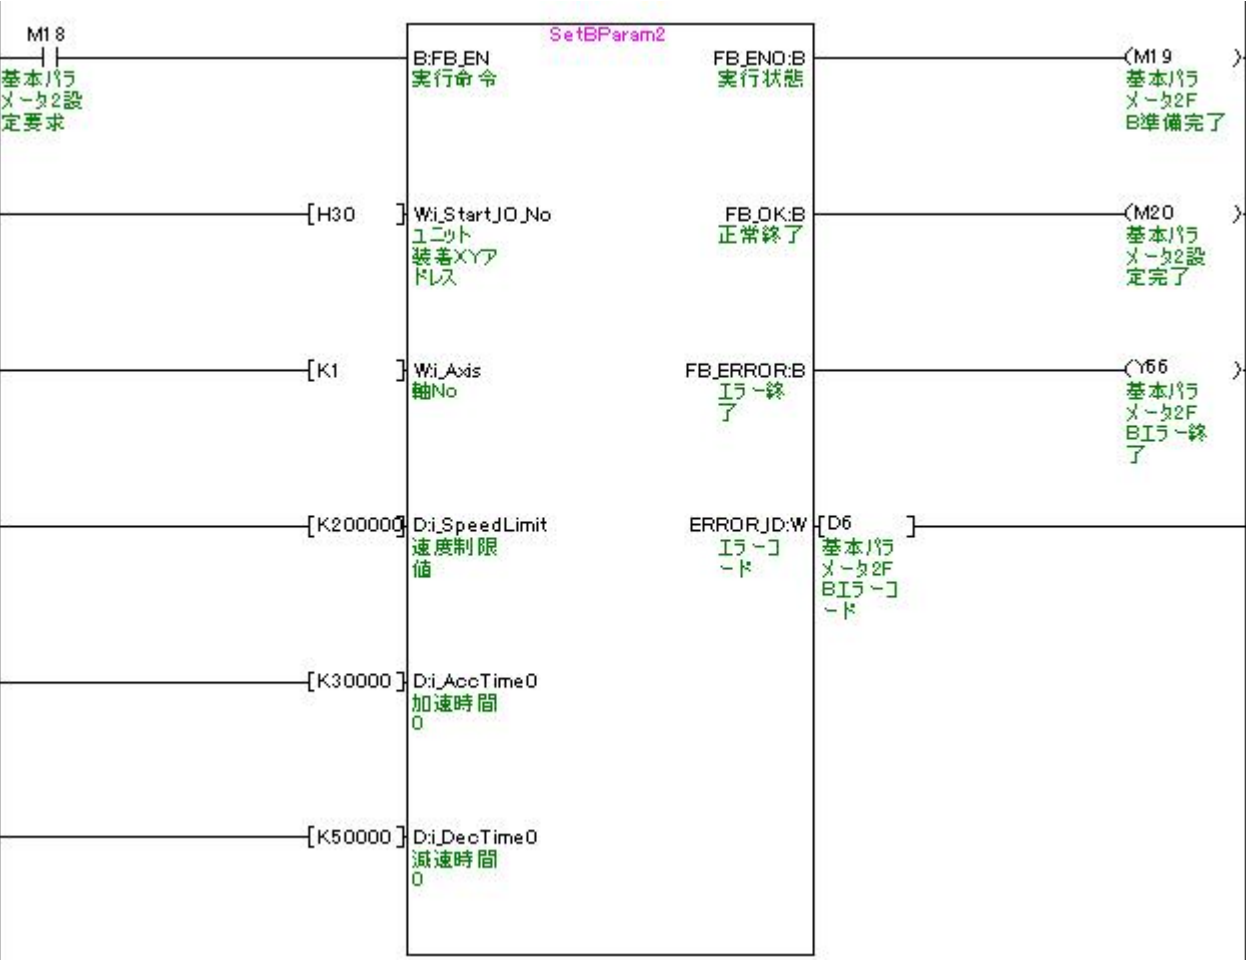 SetBParam2
M18
基本パラ
メータ2設
定要求
B:FB_EN
実行命令
FB_ENO:B
実行状態
(M19 )
基本パラ
メータ2F
B準備完了
[H30 ]
W:i_Start_IO_No
ユニット
装着XYア
ドレス
FB_OK:B
正常終了
(M20 )
基本パラ
メータ2設
定完了
[K1 ]
W:i_Axis
軸No
FB_ERROR:B
エラー終
了
(Y56 )
基本パラ
メータ2F
Bエラー終
了
[K200000]
D:i_SpeedLimit
速度制限
値
ERROR_ID:W
エラーコ
ード
[D6 ]
基本パラ
メータ2F
Bエラーコ
ード
[K30000 ]
D:i_AccTime0
加速時間
0
[K50000 ]
D:i_DecTime0
減速時間
0